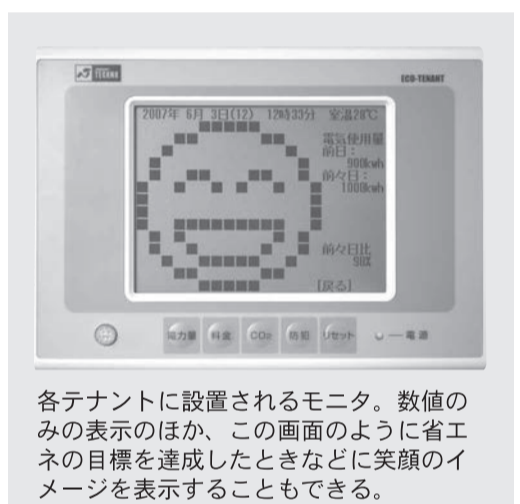 TECHNO
ECO-TENANT
2007年 6月 3日(12) 12時33分 室温28℃
電気使用量
前日:
900kwh
前々日:
1000kwh
前々日比
90%
[戻る]
電力量 料金 CO2 防犯 リセット 電源
各テナントに設置されるモニタ。数値の
みの表示のほか、この画面のように省エ
ネの目標を達成したときなどに笑顔のイ
メージを表示することもできる。